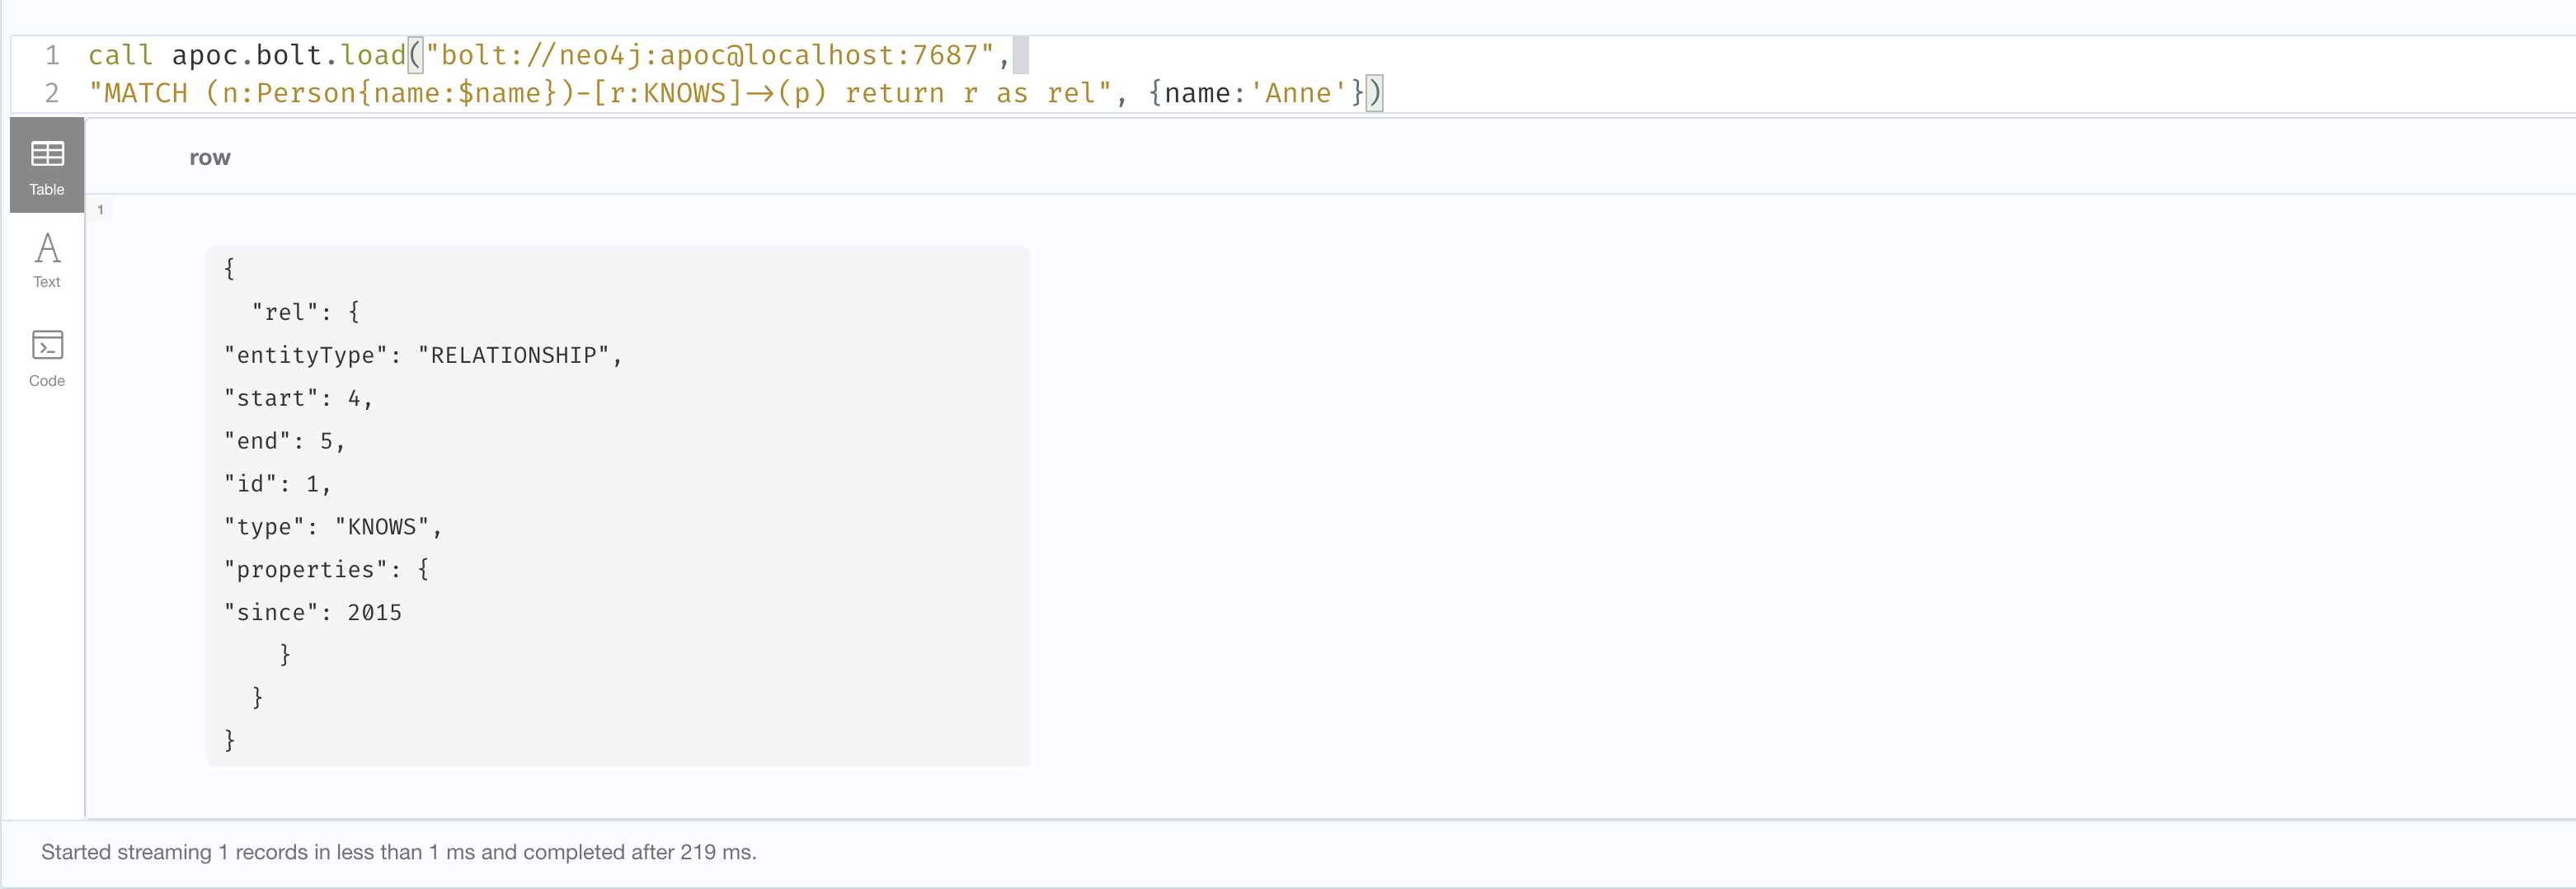 1 call apoc.bolt.load("bolt://neo4j:apoc@localhost:7687",
2 "MATCH (n:Person{name:$name})-[r:KNOWS]->(p) return r as rel", {name:'Anne'})
Table
Text
Code
row
1
{
  "rel": {
"entityType": "RELATIONSHIP",
"start": 4,
"end": 5,
"id": 1,
"type": "KNOWS",
"properties": {
"since": 2015
    }
  }
}
Started streaming 1 records in less than 1 ms and completed after 219 ms.